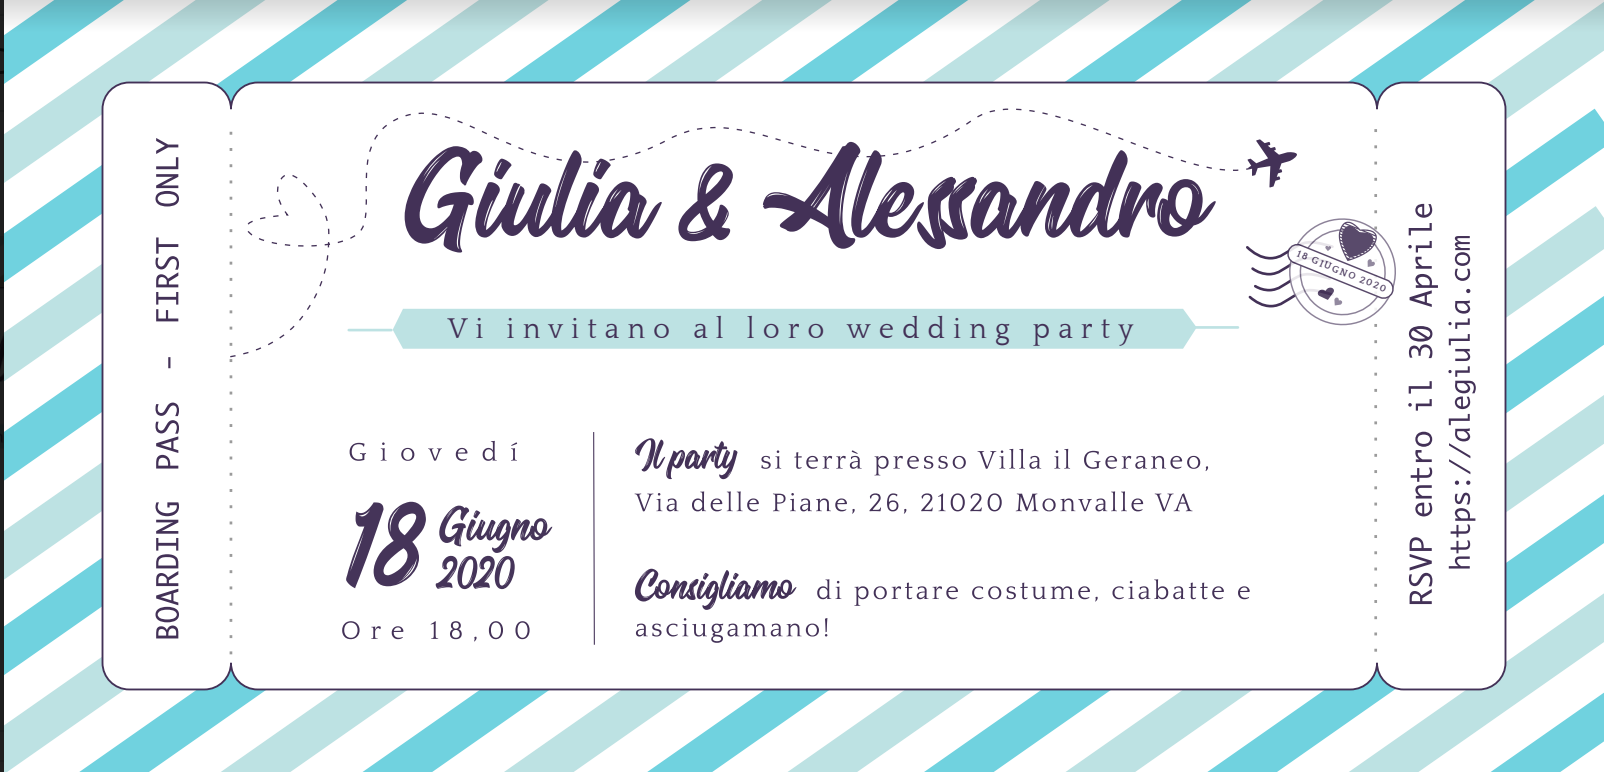 BOARDING PASS - FIRST ONLY
Giulia & Alessandro
18 GIUGNO 2020
Vi invitano al loro wedding party
Giovedí
18 Giugno
2020
Ore 18,00
Il party si terrà presso Villa il Geraneo,
Via delle Piane, 26, 21020 Monvalle VA
Consigliamo di portare costume, ciabatte e
asciugamano!
RSVP entro il 30 Aprile
https://alegiulia.com